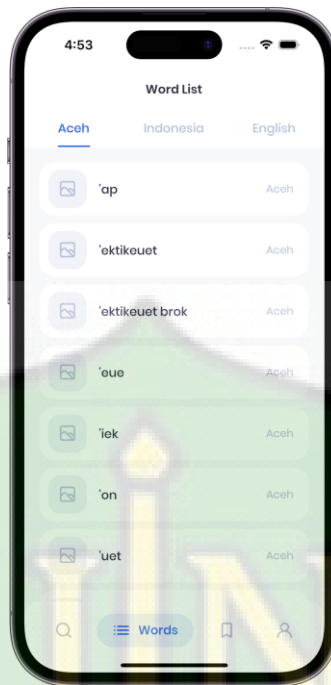 4:53
Word List
Aceh Indonesia English
'ap Aceh
'ektikeuet Aceh
'ektikeuet brok Aceh
'eue Aceh
'iek Aceh
'on Aceh
'uet Aceh
Words